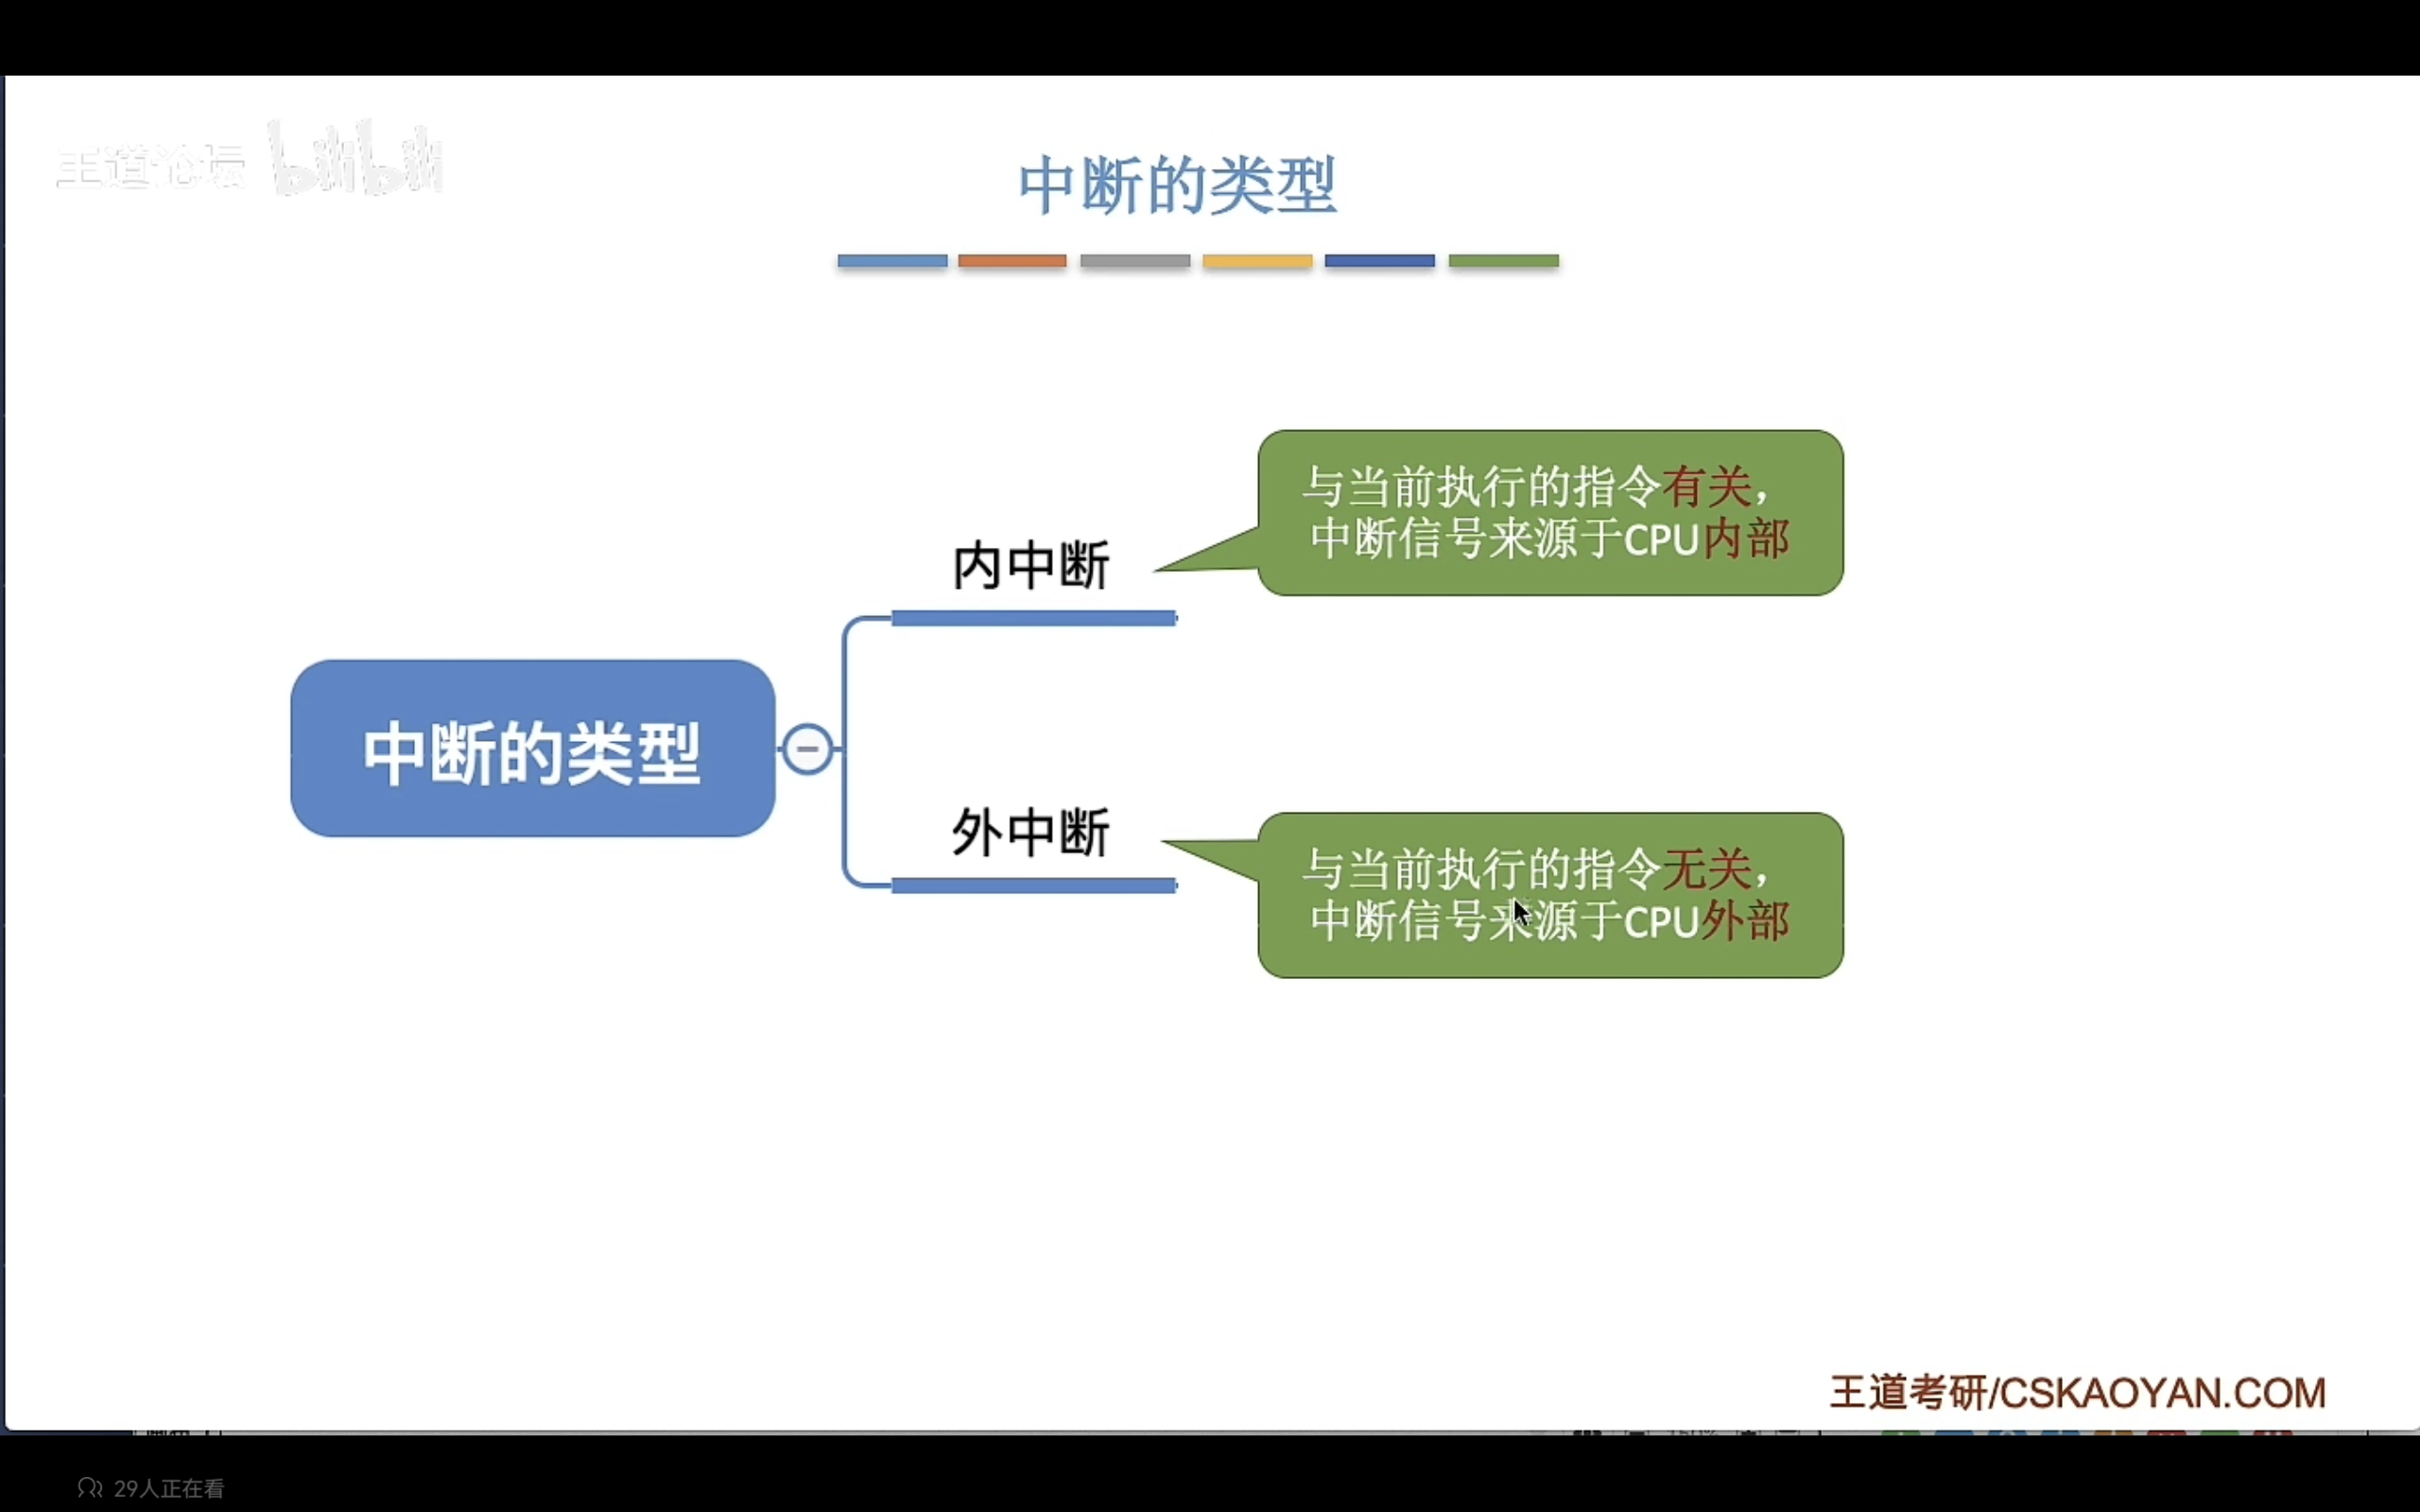 王道论坛 bilibili
中断的类型
与当前执行的指令有关，
中断信号来源于CPU内部
内中断
中断的类型
外中断
与当前执行的指令无关，
中断信号来源于CPU外部
王道考研/CSKAOYAN.COM
29人正在看